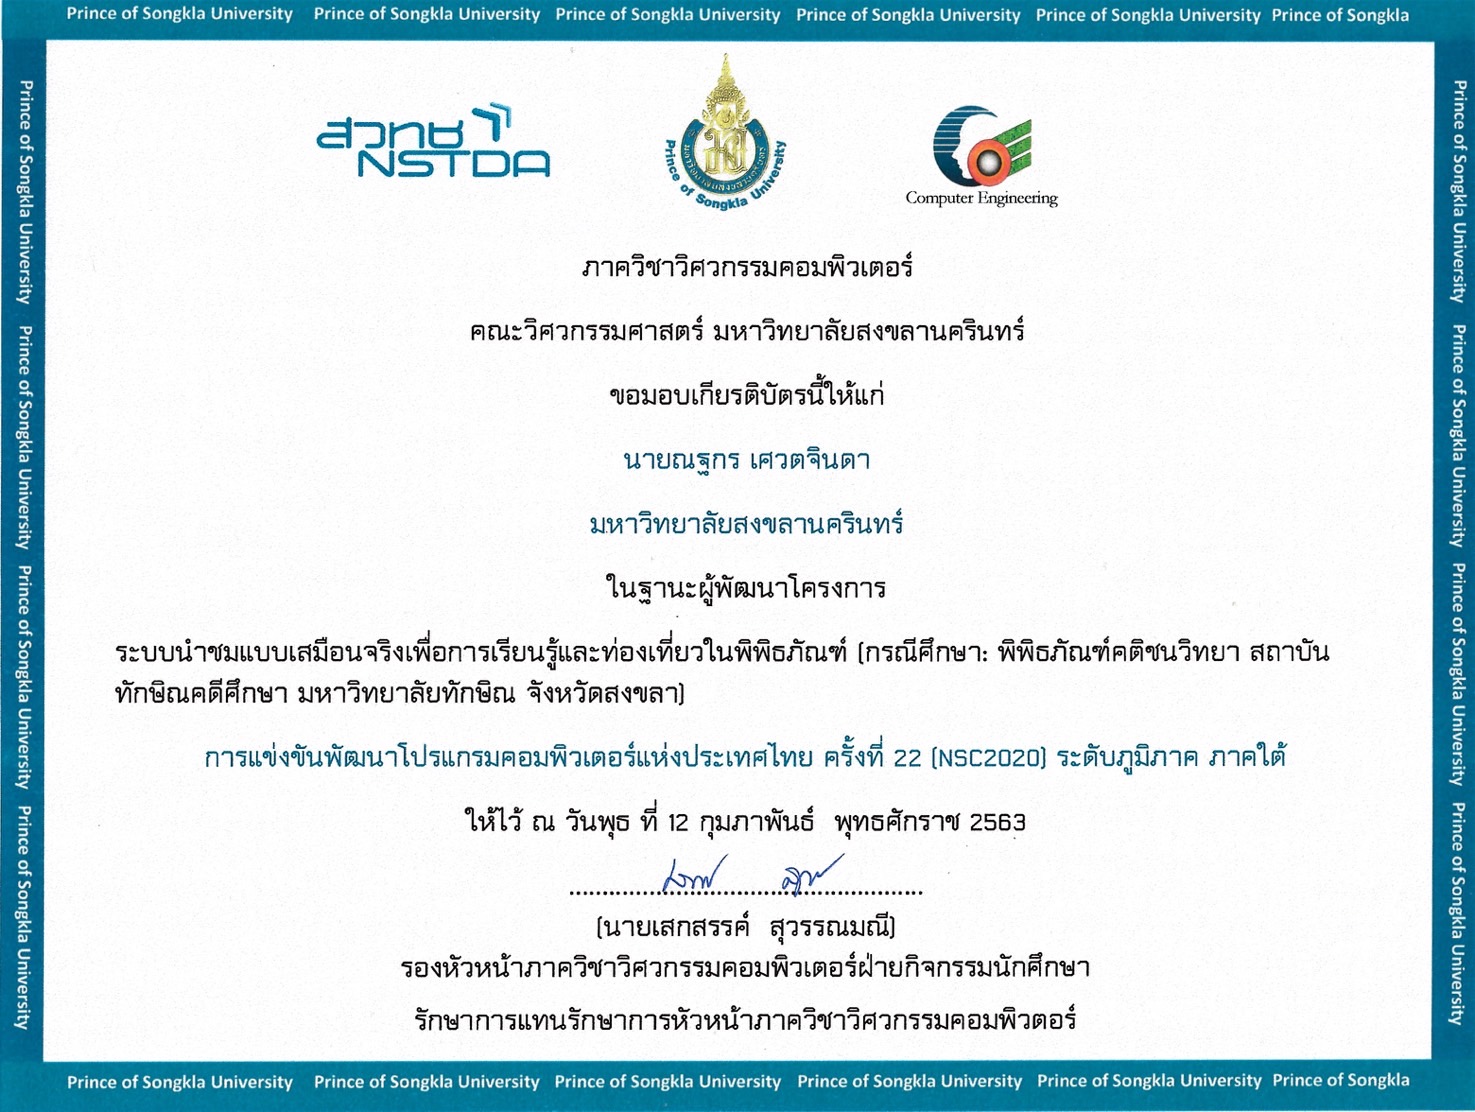 Prince of Songkla University Prince of Songkla University Prince of Songkla University Prince of Songkla University Prince of Songkla University Prince of Songkla
Prince of Songkla University Prince of Songkla University Prince of Songkla University Prince of Songkla University
สวทช
NSTDA
มหาวิทยาลัยสงขลานครินทร์
Prince of Songkla University
Computer Engineering
ภาควิชาวิศวกรรมคอมพิวเตอร์
คณะวิศวกรรมศาสตร์ มหาวิทยาลัยสงขลานครินทร์
ขอมอบเกียรติบัตรนี้ให้แก่
นายณฐกร เศวตจินดา
มหาวิทยาลัยสงขลานครินทร์
ในฐานะผู้พัฒนาโครงการ
ระบบนำชมแบบเสมือนจริงเพื่อการเรียนรู้และท่องเที่ยวในพิพิธภัณฑ์ (กรณีศึกษา: พิพิธภัณฑ์คติชนวิทยา สถาบัน
ทักษิณคดีศึกษา มหาวิทยาลัยทักษิณ จังหวัดสงขลา)
การแข่งขันพัฒนาโปรแกรมคอมพิวเตอร์แห่งประเทศไทย ครั้งที่ 22 (NSC2020) ระดับภูมิภาค ภาคใต้
ให้ไว้ ณ วันพุธ ที่ 12 กุมภาพันธ์ พุทธศักราช 2563
(นายเสกสรรค์ สุวรรณมณี)
รองหัวหน้าภาควิชาวิศวกรรมคอมพิวเตอร์ฝ่ายกิจกรรมนักศึกษา
รักษาการแทนรักษาการหัวหน้าภาควิชาวิศวกรรมคอมพิวตอร์
Prince of Songkla University Prince of Songkla University Prince of Songkla University Prince of Songkla University
Prince of Songkla University Prince of Songkla University Prince of Songkla University Prince of Songkla University Prince of Songkla University Prince of Songkla